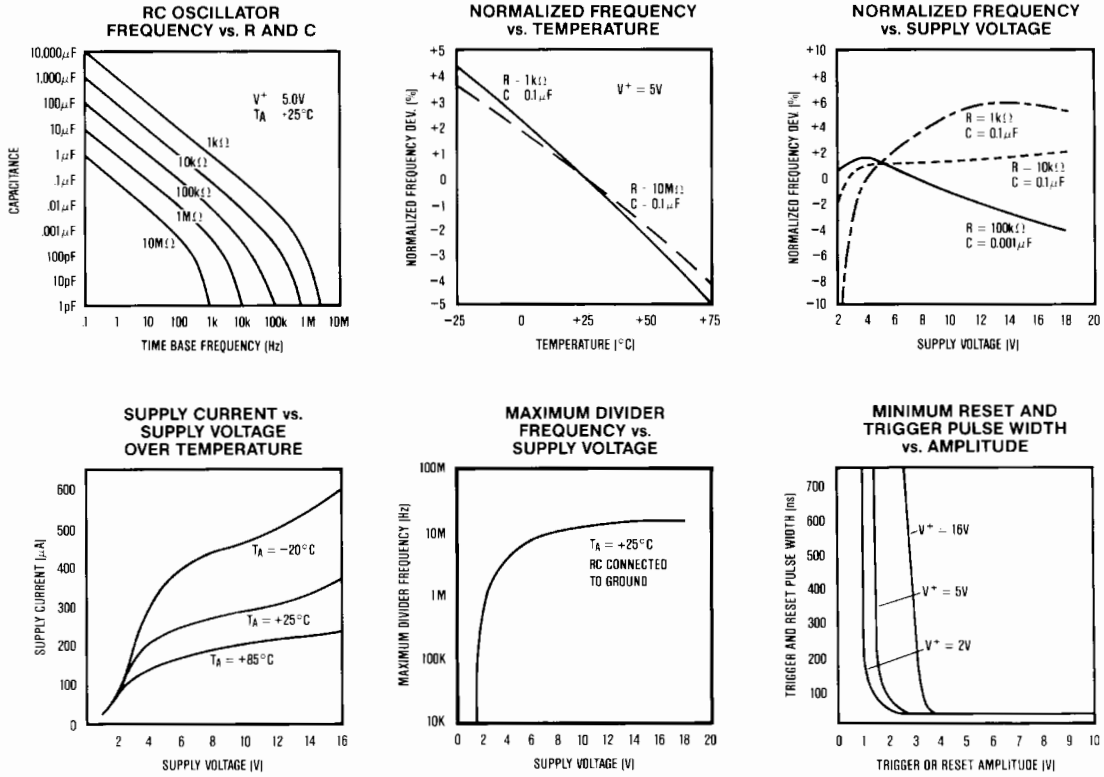 RC OSCILLATOR
FREQUENCY vs. R AND C
10,000µF
1,000µF
100µF
10µF
1µF
.1µF
.01µF
.001µF
100pF
10pF
1pF
CAPACITANCE
V+ 5.0V
TA +25°C
1kΩ
10kΩ
100kΩ
1MΩ
10MΩ
.1 1 10 100 1k 10k 100k 1M 10M
TIME BASE FREQUENCY (Hz)
NORMALIZED FREQUENCY
vs. TEMPERATURE
+5
+4
+3
+2
+1
0
-1
-2
-3
-4
-5
NORMALIZED FREQUENCY DEV. (%)
R - 1kΩ
C 0.1µF
V+ = 5V
R - 10MΩ
C - 0.1µF
-25 0 +25 +50 +75
TEMPERATURE (°C)
NORMALIZED FREQUENCY
vs. SUPPLY VOLTAGE
+10
+8
+6
+4
+2
0
-2
-4
-6
-8
-10
NORMALIZED FREQUENCY DEV. (%)
R = 1kΩ
C = 0.1µF
R = 10kΩ
C = 0.1µF
R = 100kΩ
C = 0.001µF
2 4 6 8 10 12 14 16 18 20
SUPPLY VOLTAGE (V)
SUPPLY CURRENT vs.
SUPPLY VOLTAGE
OVER TEMPERATURE
600
500
400
300
200
100
0
SUPPLY CURRENT (µA)
TA = -20°C
TA = +25°C
TA = +85°C
2 4 6 8 10 12 14 16
SUPPLY VOLTAGE (V)
MAXIMUM DIVIDER
FREQUENCY vs.
SUPPLY VOLTAGE
100M
10M
1M
100K
10K
MAXIMUM DIVIDER FREQUENCY (Hz)
TA = +25°C
RC CONNECTED
TO GROUND
0 2 4 6 8 10 12 14 16 18 20
SUPPLY VOLTAGE (V)
MINIMUM RESET AND
TRIGGER PULSE WIDTH
vs. AMPLITUDE
700
600
500
400
300
200
100
TRIGGER AND RESET PULSE WIDTH (ns)
V+ = 16V
V+ = 5V
V+ = 2V
0 1 2 3 4 5 6 7 8 9 10
TRIGGER OR RESET AMPLITUDE (V)